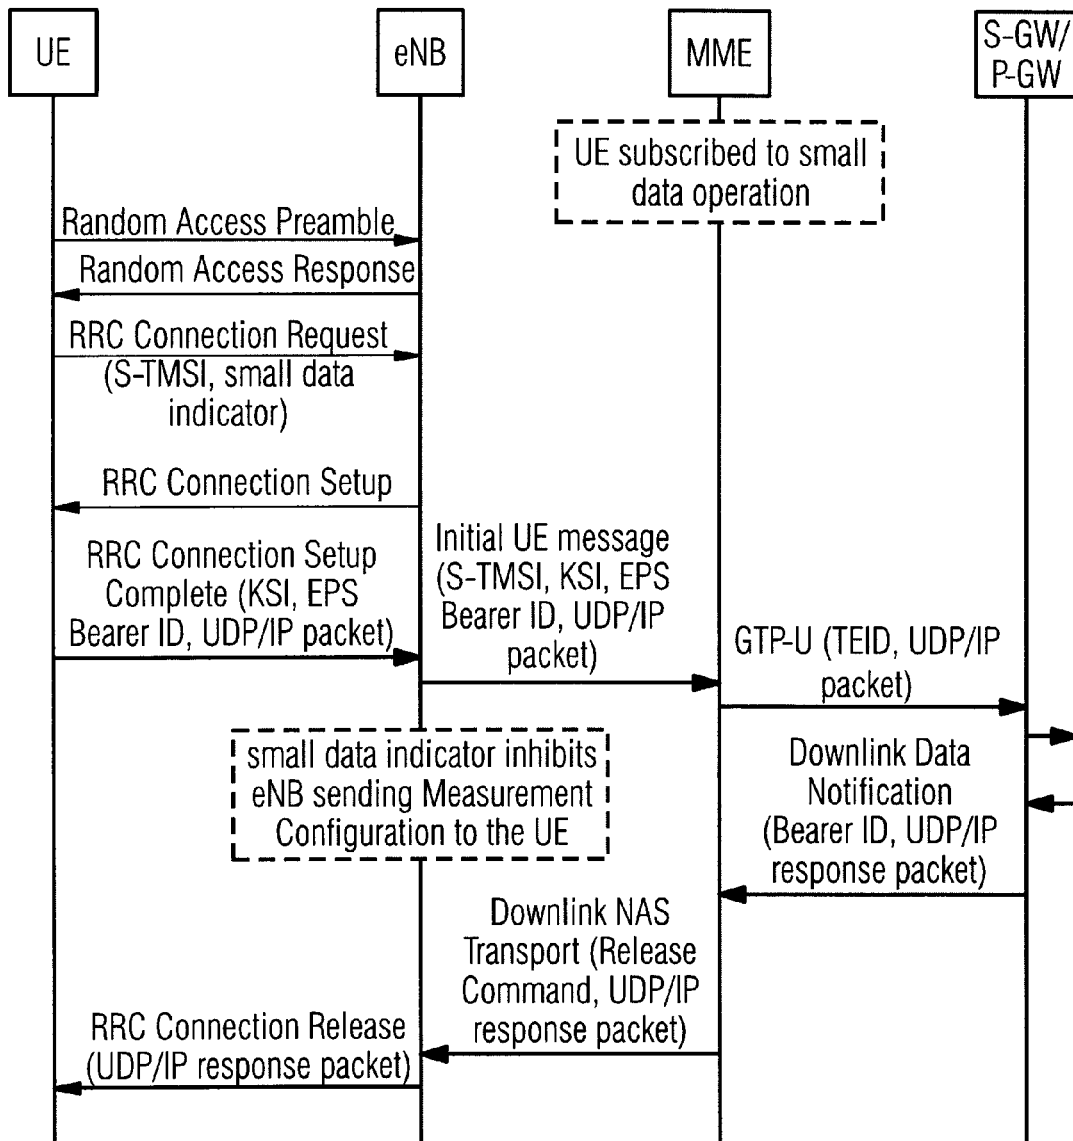 UE
eNB
MME
S-GW/
P-GW
UE subscribed to small
data operation
Random Access Preamble
Random Access Response
RRC Connection Request
(S-TMSI, small data
indicator)
RRC Connection Setup
RRC Connection Setup
Complete (KSI, EPS
Bearer ID, UDP/IP packet)
Initial UE message
(S-TMSI, KSI, EPS
Bearer ID, UDP/IP
packet)
GTP-U (TEID, UDP/IP
packet)
small data indicator inhibits
eNB sending Measurement
Configuration to the UE
Downlink Data
Notification
(Bearer ID, UDP/IP
response packet)
Downlink NAS
Transport (Release
Command, UDP/IP
response packet)
RRC Connection Release
(UDP/IP response packet)